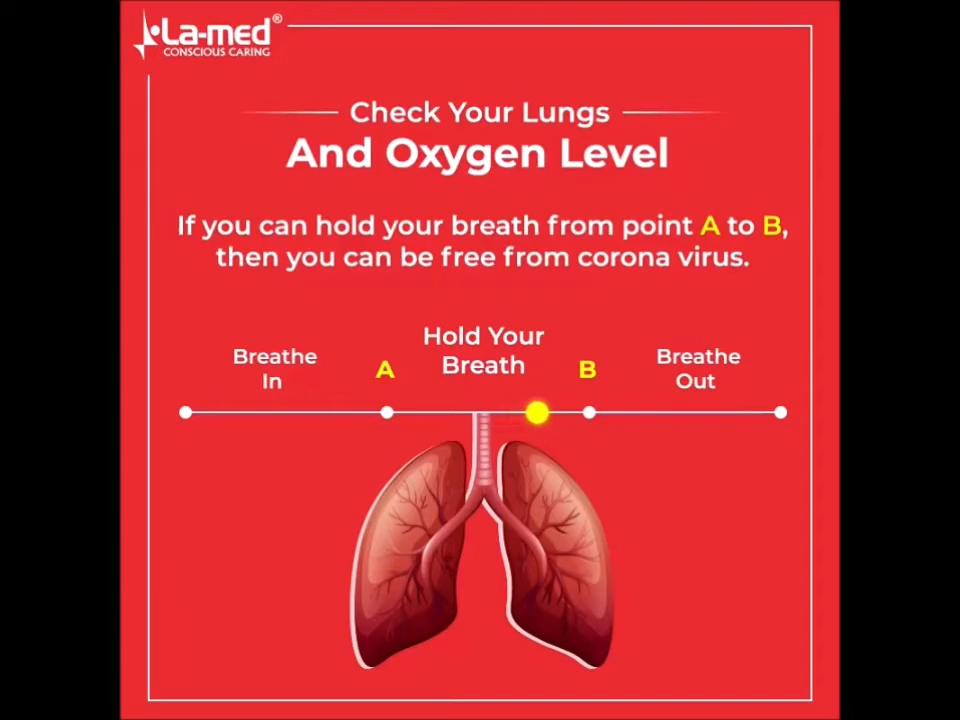 La-med®
CONSCIOUS CARING
Check Your Lungs
And Oxygen Level
If you can hold your breath from point A to B,
then you can be free from corona virus.
Breathe
In
A
Hold Your
Breath
B
Breathe
Out